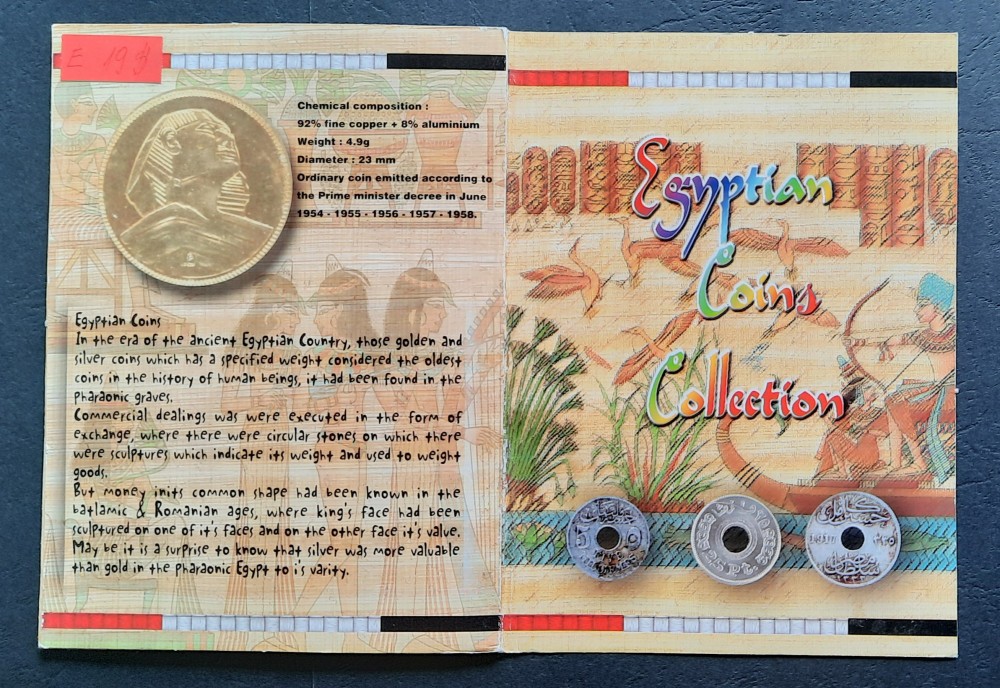 E 193
Chemical composition :
92% fine copper + 8% aluminium
Weight : 4.9g
Diameter : 23 mm
Ordinary coin emitted according to
the Prime minister decree in June
1954 - 1955 - 1956 - 1957 - 1958.
Egyptian Coins
In the era of the ancient Egyptian Country, those golden and
silver coins which has a specified weight considered the oldest
coins in the history of human beings, it had been found in the
Pharaonic graves.
Commercial dealings was were executed in the form of
exchange, where there were circular stones on which there
were sculptures which indicate its weight and used to weight
goods.
But money inits common shape had been known in the
batlamic & Romanian ages, where king's face had been
sculptured on one of it's faces and on the other face it's value.
May be it is a surprise to know that silver was more valuable
than gold in the pharaonic Egypt to i's varity.
Egyptian
Coins
Collection